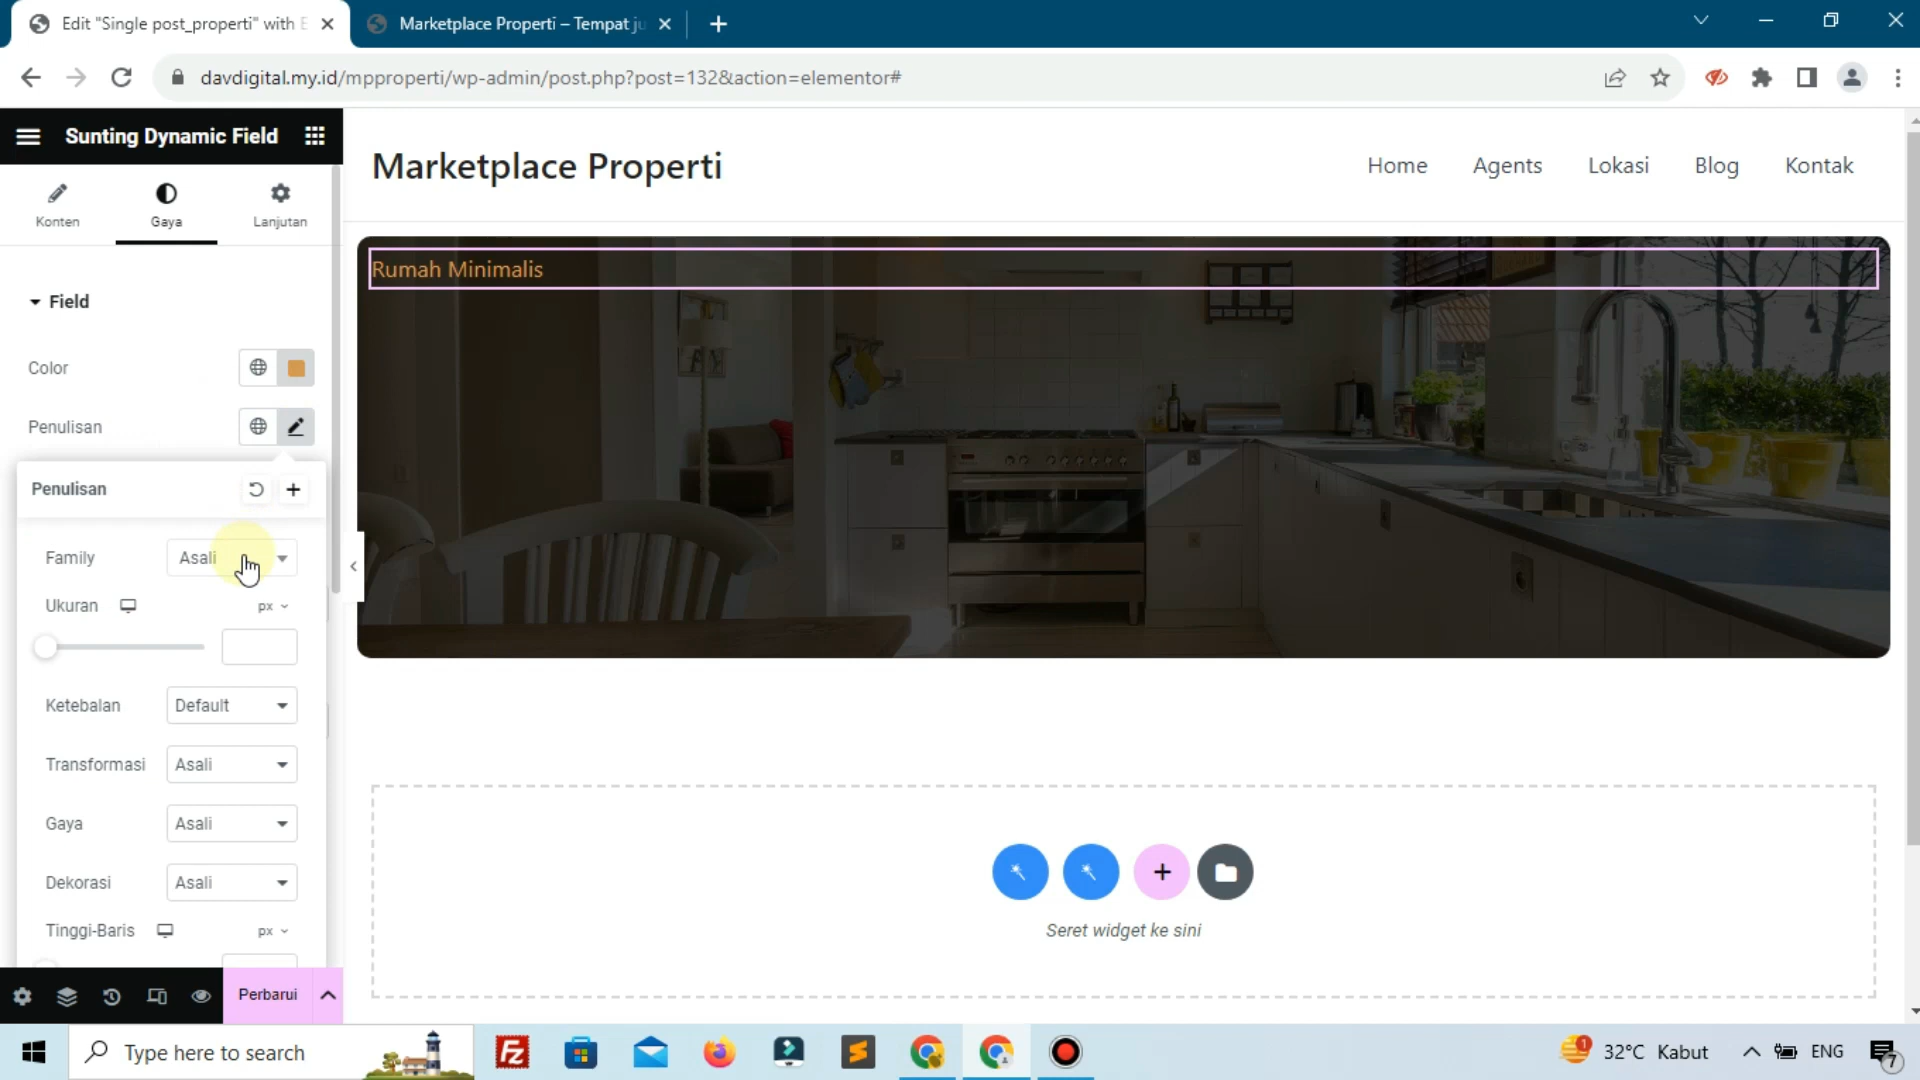 Edit "Single post_properti" with E
Marketplace Properti – Tempat ju
davdigital.my.id/mpproperti/wp-admin/post.php?post=132&action=elementor#
Sunting Dynamic Field
Konten
Gaya
Lanjutan
Field
Color
Penulisan
Penulisan
Family
Asali
Ukuran
px
Ketebalan
Default
Transformasi
Asali
Gaya
Asali
Dekorasi
Asali
Tinggi-Baris
px
Perbarui
Marketplace Properti
Home
Agents
Lokasi
Blog
Kontak
Rumah Minimalis
Seret widget ke sini
Type here to search
1
32°C Kabut
ENG
7